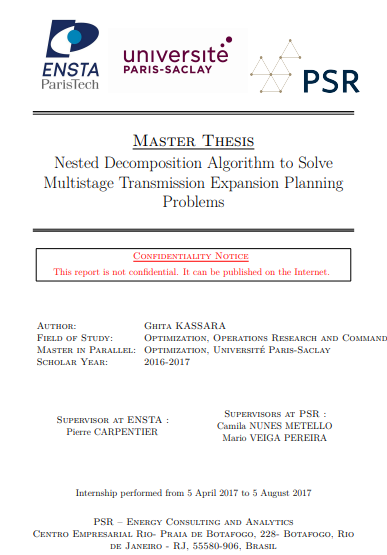 ENSTA
ParisTech
université
PARIS-SACLAY
PSR
Master Thesis
Nested Decomposition Algorithm to Solve
Multistage Transmission Expansion Planning
Problems
Confidentiality Notice
This report is not confidential. It can be published on the Internet.
Author: Ghita KASSARA
Field of Study: Optimization, Operations Research and Command
Master in Parallel: Optimization, Université Paris-Saclay
Scholar Year: 2016-2017
Supervisor at ENSTA :
Pierre CARPENTIER
Supervisors at PSR :
Camila NUNES METELLO
Mario VEIGA PEREIRA
Internship performed from 5 April 2017 to 5 August 2017
PSR – Energy Consulting and Analytics
Centro Empresarial Rio- Praia de Botafogo, 228- Botafogo, Rio
de Janeiro - RJ, 55580-906, Brasil